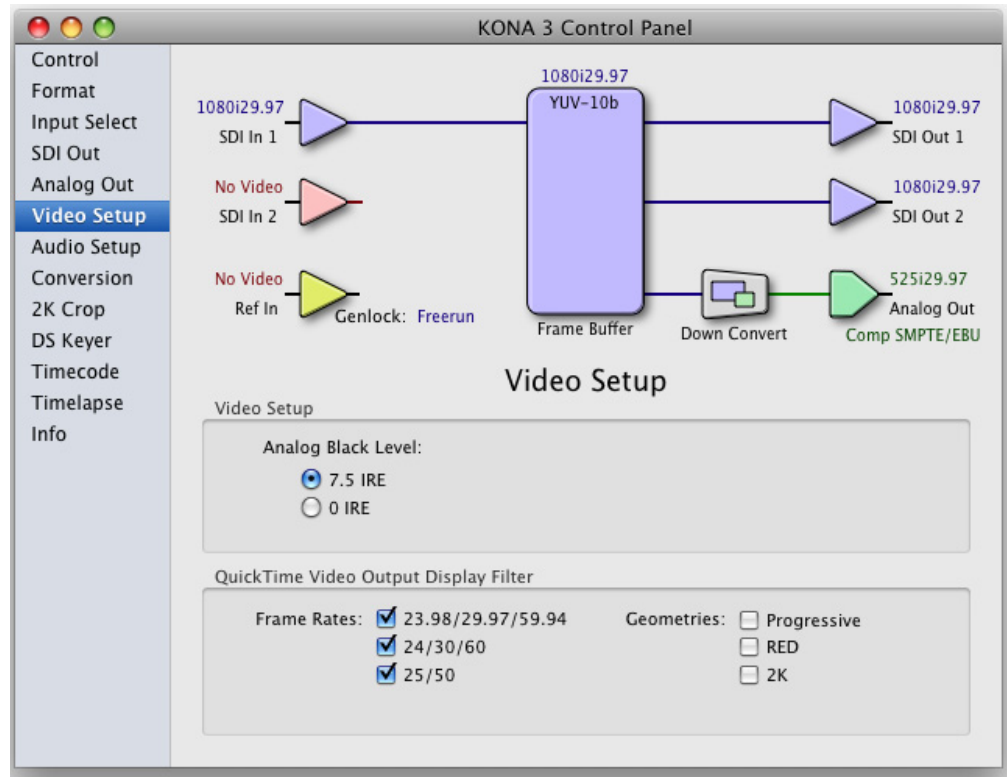 KONA 3 Control Panel
Control
Format
Input Select
SDI Out
Analog Out
Video Setup
Audio Setup
Conversion
2K Crop
DS Keyer
Timecode
Timelapse
Info
1080i29.97
YUV-10b
1080i29.97
SDI In 1
1080i29.97
SDI Out 1
No Video
SDI In 2
1080i29.97
SDI Out 2
No Video
Ref In
Genlock: Freerun
Frame Buffer
Down Convert
525i29.97
Analog Out
Comp SMPTE/EBU
Video Setup
Video Setup
Analog Black Level:
7.5 IRE
0 IRE
QuickTime Video Output Display Filter
Frame Rates: 23.98/29.97/59.94
24/30/60
25/50
Geometries: Progressive
RED
2K